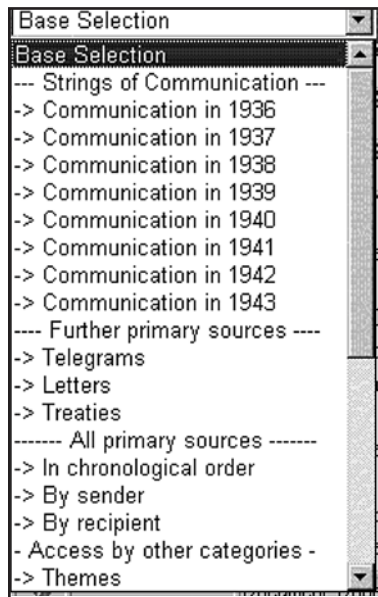 Base Selection
Base Selection
--- Strings of Communication ---
-> Communication in 1936
-> Communication in 1937
-> Communication in 1938
-> Communication in 1939
-> Communication in 1940
-> Communication in 1941
-> Communication in 1942
-> Communication in 1943
---- Further primary sources ----
-> Telegrams
-> Letters
-> Treaties
------- All primary sources -------
-> In chronological order
-> By sender
-> By recipient
- Access by other categories -
-> Themes